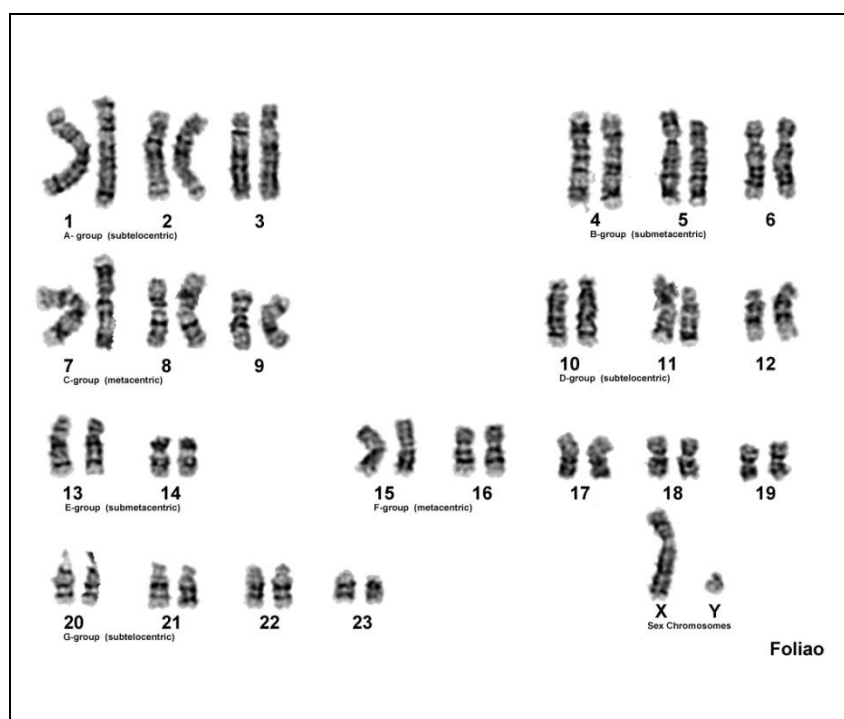 1 2 3
A- group (subtelocentric)
4 5 6
B-group (submetacentric)
7 8 9
C-group (metacentric)
10 11 12
D-group (subtelocentric)
13 14
E-group (submetacentric)
15 16
F-group (metacentric)
17 18 19
20 21 22 23
G-group (subtelocentric)
X Y
Sex Chromosomes
Foliao